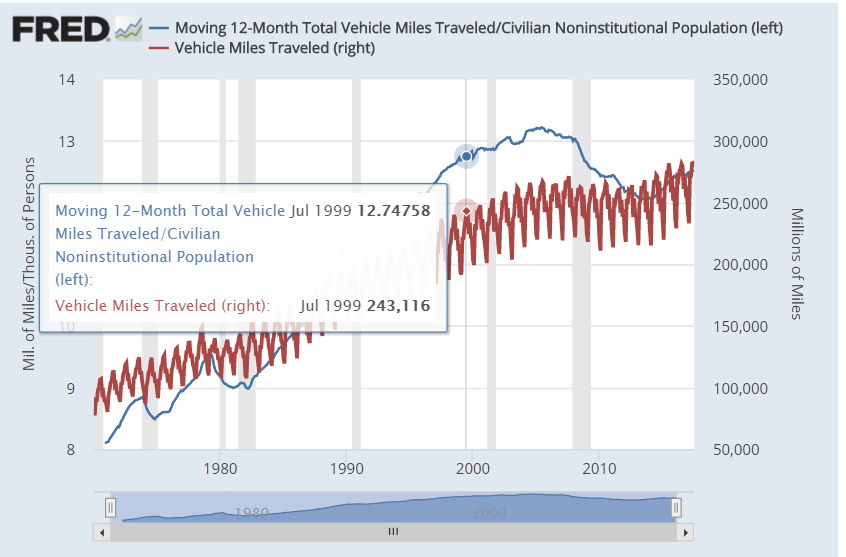 FRED
Moving 12-Month Total Vehicle Miles Traveled/Civilian Noninstitutional Population (left)
Vehicle Miles Traveled (right)
14
13
10
9
8
Mil. of Miles/Thous. of Persons
350,000
300,000
250,000
200,000
150,000
100,000
50,000
Millions of Miles
Moving 12-Month Total Vehicle Jul 1999 12.74758
Miles Traveled/Civilian
Noninstitutional Population
(left):
Vehicle Miles Traveled (right): Jul 1999 243,116
1980 1990 2000 2010
1980 2000